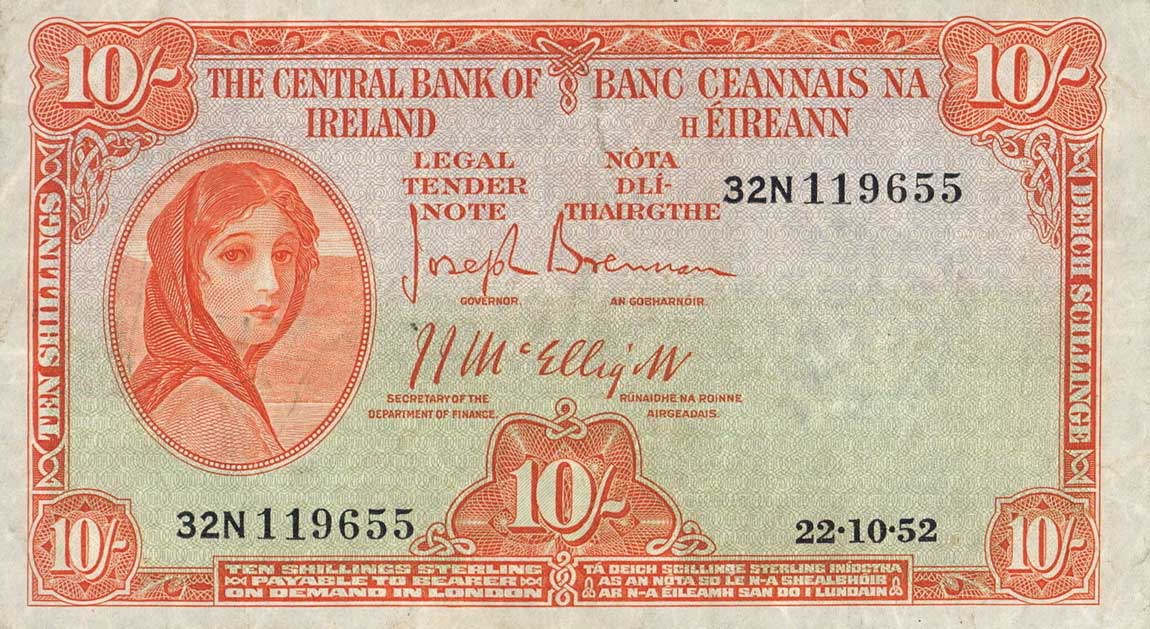 10/-
10/-
THE CENTRAL BANK OF
IRELAND
BANC CEANNAIS NA
H ÉIREANN
LEGAL
TENDER
NOTE
NÓTA
DLÍ-
THAIRGTHE
32N 119655
TEN SHILLINGS
DEICH SCILLINGE
Joseph Brennan
GOVERNOR.
AN GOBHARNÓIR.
J J McElligott
SECRETARY OF THE
DEPARTMENT OF FINANCE.
RÚNAIDHE NA ROINNE
AIRGEADAIS.
10/-
32N 119655
22·10·52
10/-
10/-
TEN SHILLINGS STERLING
PAYABLE TO BEARER
ON DEMAND IN LONDON
TÁ DEICH SCILLINGE STERLING INÍOCTHA
AS AN NÓTA SO LE N-A SHEALBHÓIR
AR N-A ÉILEAMH SAN DO I LUNDAIN